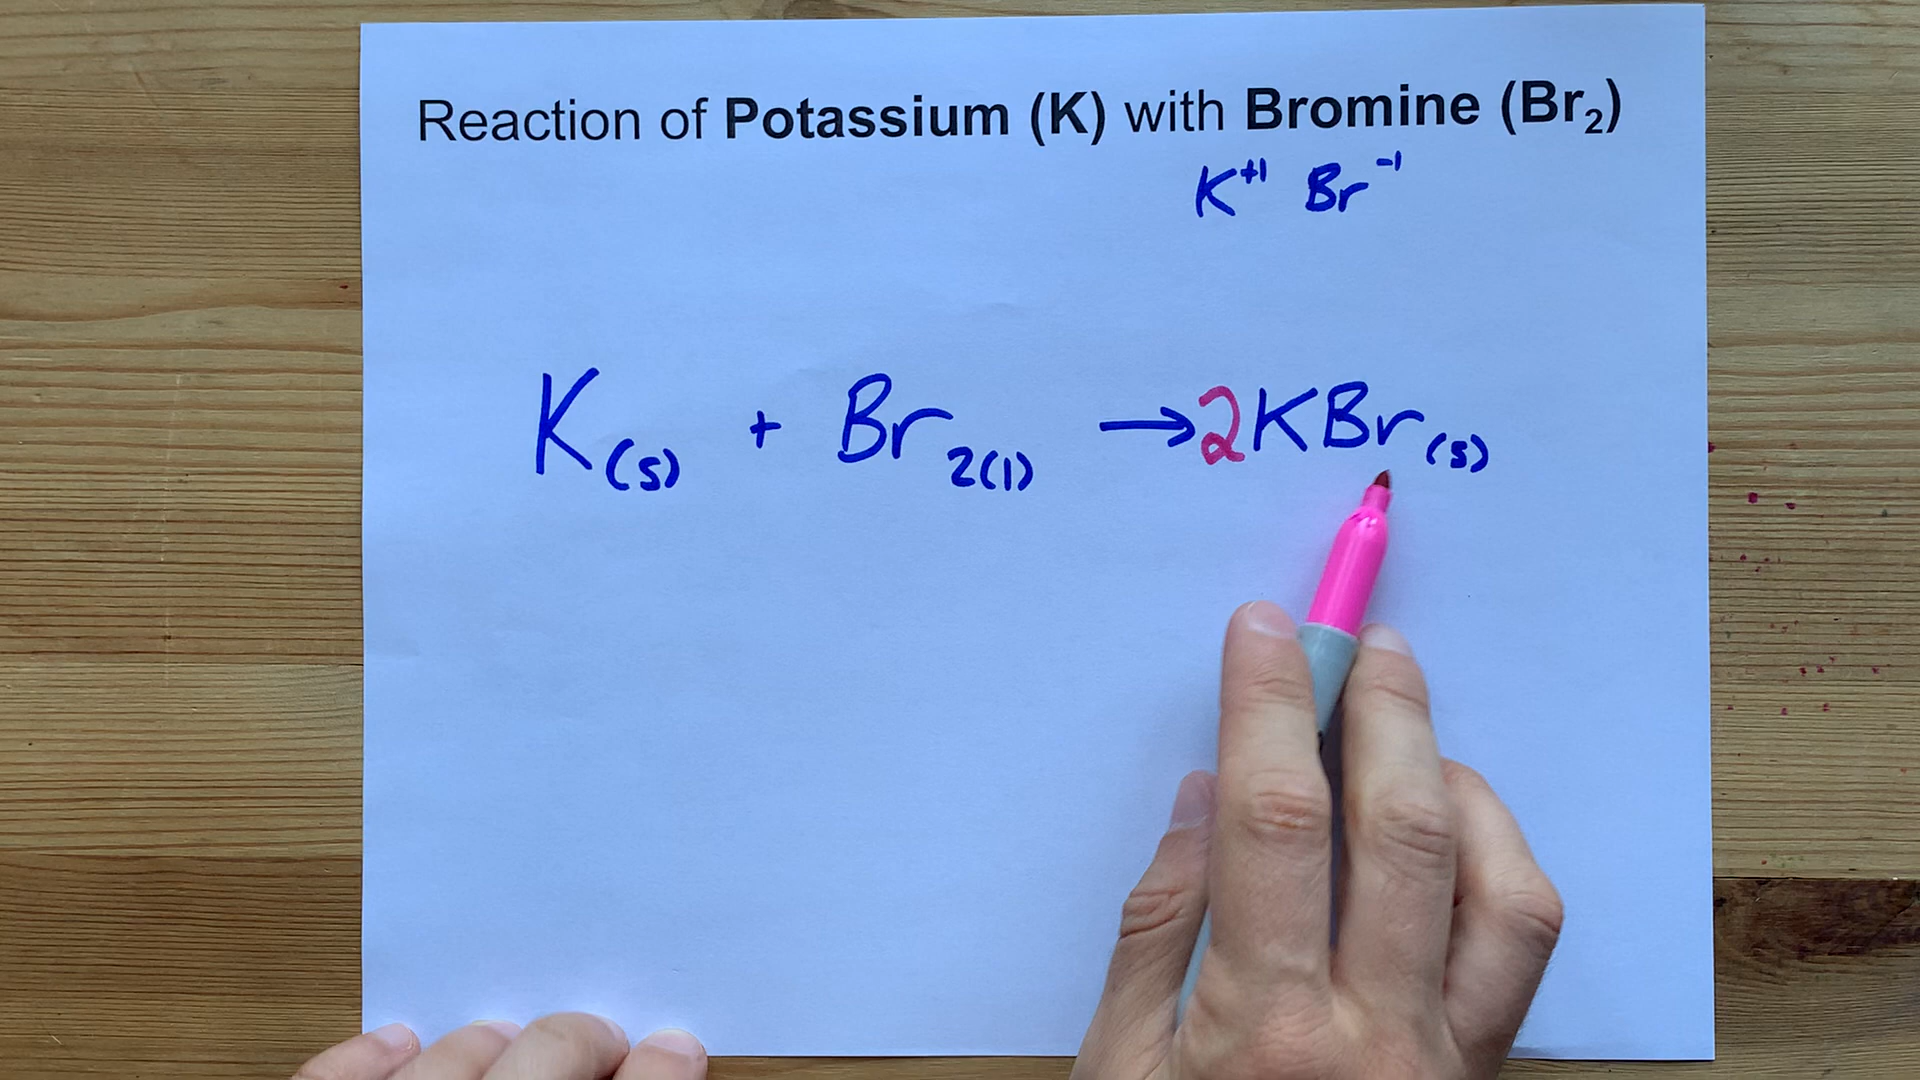 Reaction of Potassium (K) with Bromine (Br₂)
K⁺¹ Br⁻¹
K(s) + Br₂(l) → 2KBr(s)